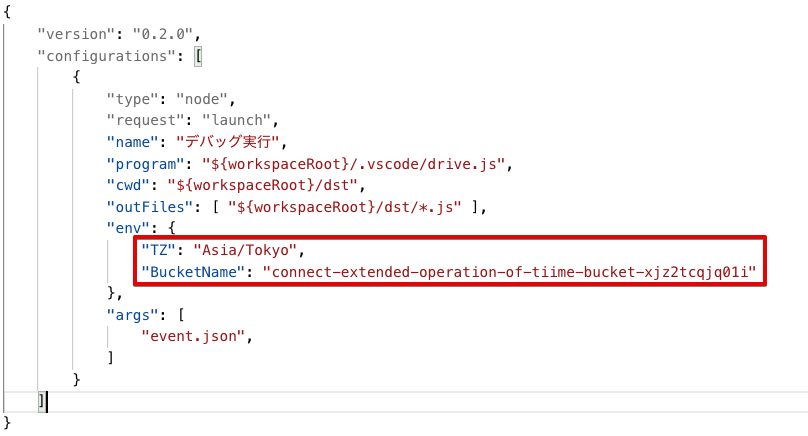 {
    "version": "0.2.0",
    "configurations": [
        {
            "type": "node",
            "request": "launch",
            "name": "デバッグ実行",
            "program": "${workspaceRoot}/.vscode/drive.js",
            "cwd": "${workspaceRoot}/dst",
            "outFiles": [ "${workspaceRoot}/dst/*.js" ],
            "env": {
                "TZ": "Asia/Tokyo",
                "BucketName": "connect-extended-operation-of-tiime-bucket-xjz2tcqjq01i"
            },
            "args": [
                "event.json",
            ]
        }
    ]
}